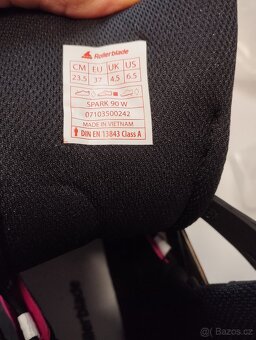 Rollerblade
CM EU UK US
23.5 37 4.5 6.5
SPARK 90 W
07103500242
MADE IN VIETNAM
DIN EN 13843 Class A
Bazos.cz